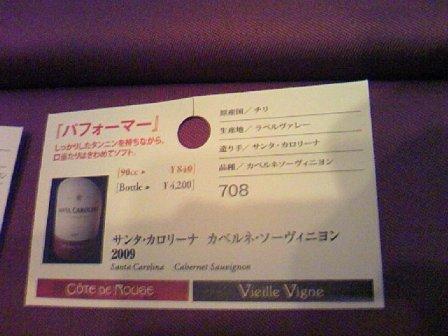 『パフォーマー』
しっかりしたタンニンを持ちながら、
口当たりはきわめてソフト。
[90cc ¥840
[Bottle ¥4,200]
原産国／チリ
生産地／ラペルヴァレー
造り手／サンタ・カロリーナ
品種／カベルネソーヴィニヨン
708
SANTA CAROLINA
サンタ・カロリーナ カベルネ・ソーヴィニヨン
2009
Santa Carolina Cabernet Sauvignon
CÔTE DE ROUGE
VIEILLE VIGNE